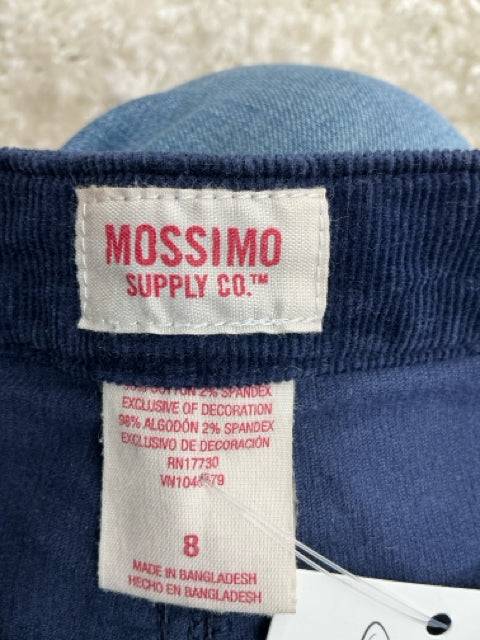 MOSSIMO
SUPPLY CO.™
COTTON 2% SPANDEX
EXCLUSIVE OF DECORATION
98% ALGODÓN 2% SPANDEX
EXCLUSIVO DE DECORACIÓN
RN17730
8
MADE IN BANGLADESH
HECHO EN BANGLADESH